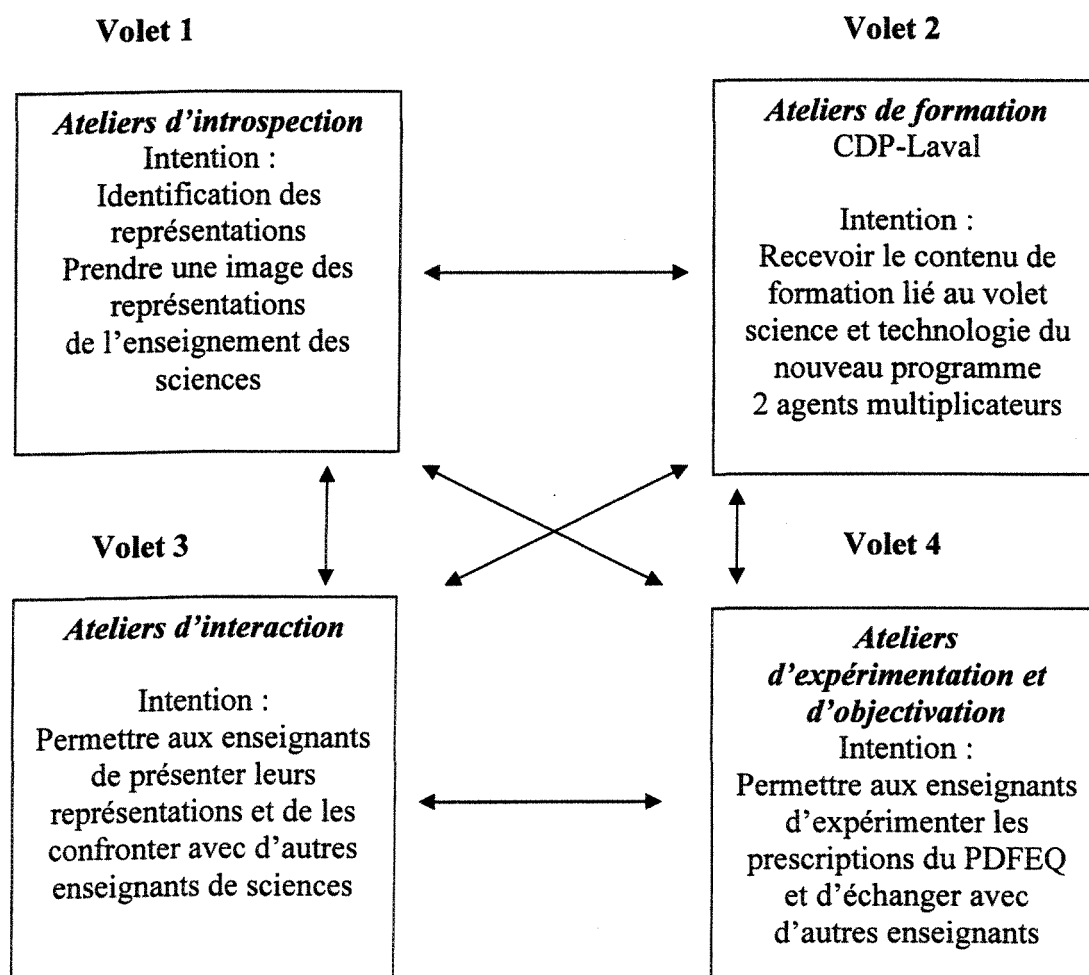 Volet 1
Ateliers d'introspection
Intention :
Identification des
représentations
Prendre une image des
représentations
de l'enseignement des
sciences
Volet 2
Ateliers de formation
CDP-Laval
Intention :
Recevoir le contenu de
formation lié au volet
science et technologie du
nouveau programme
2 agents multiplicateurs
Volet 3
Ateliers d'interaction
Intention :
Permettre aux enseignants
de présenter leurs
représentations et de les
confronter avec d'autres
enseignants de sciences
Volet 4
Ateliers
d'expérimentation et
d'objectivation
Intention :
Permettre aux enseignants
d'expérimenter les
prescriptions du PDFEQ
et d'échanger avec
d'autres enseignants